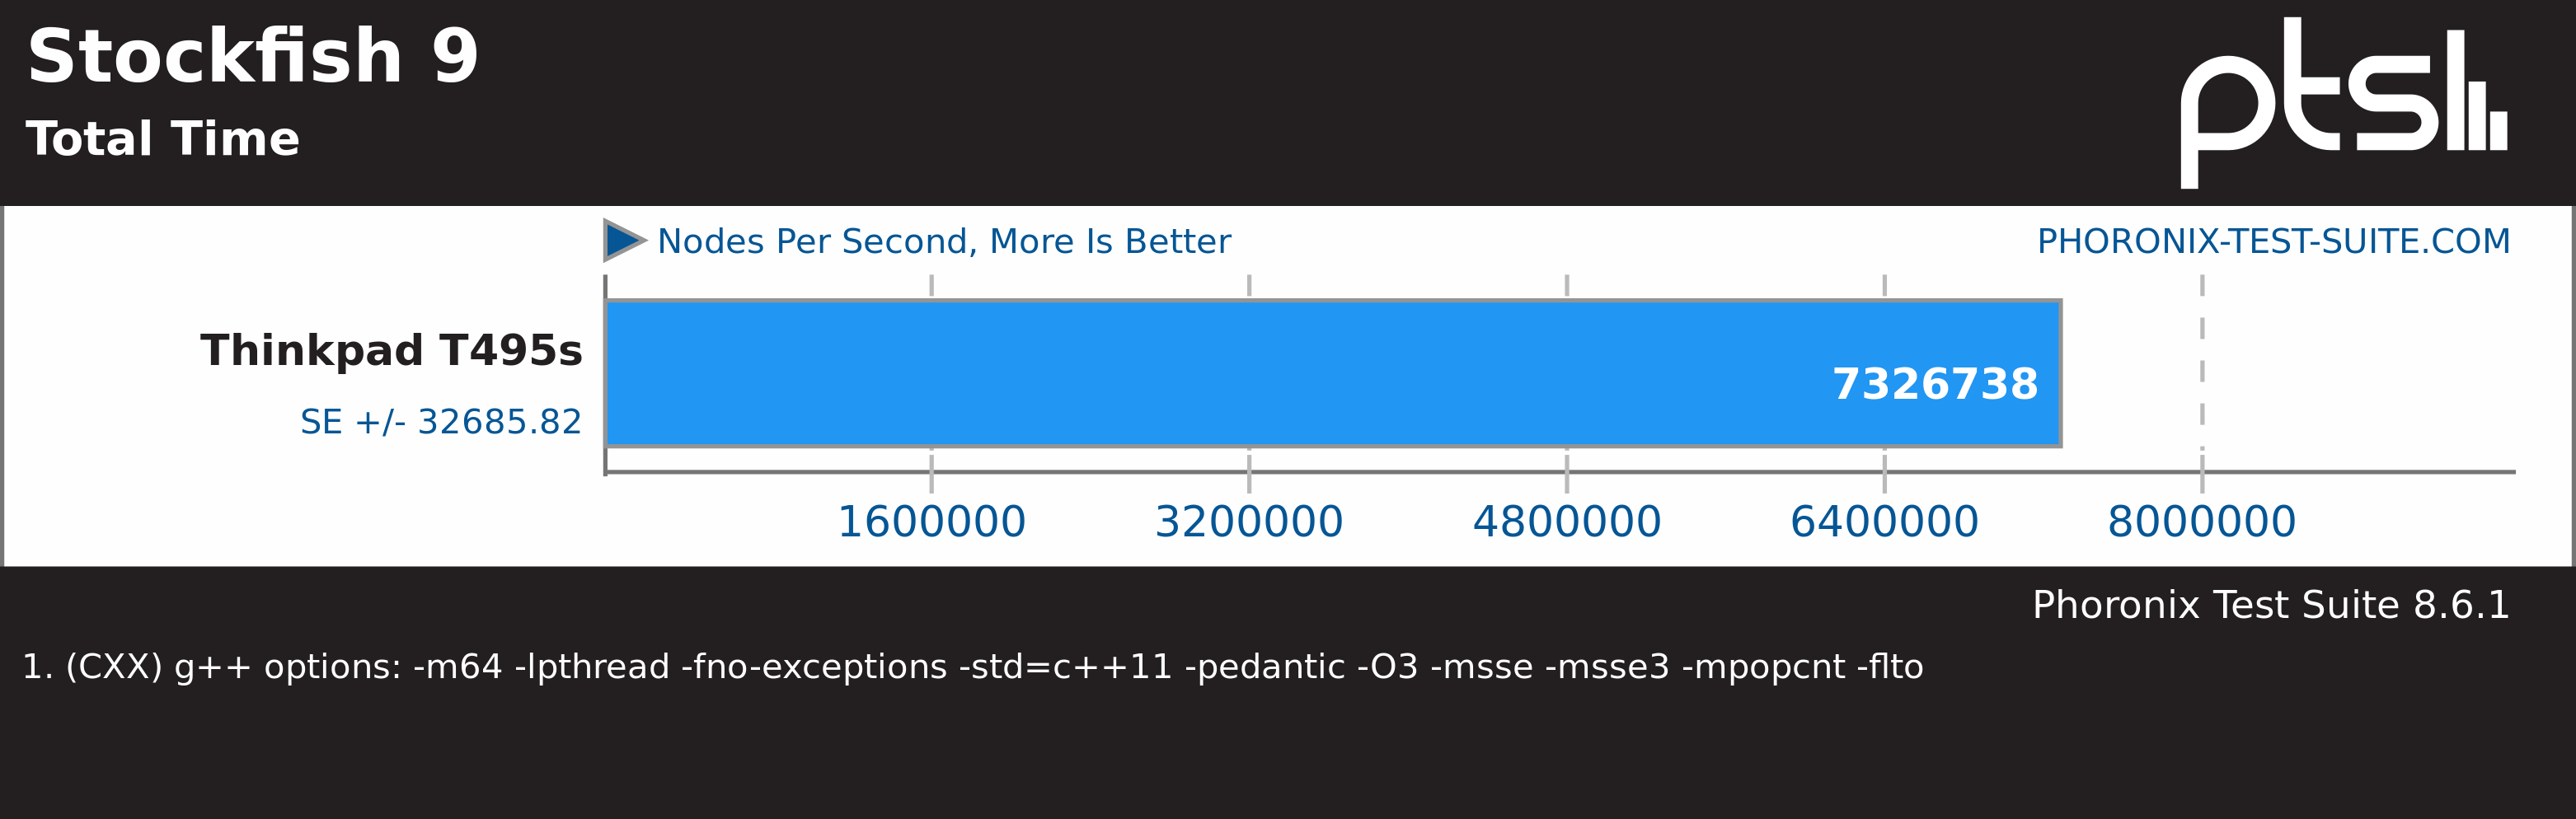 Stockfish 9
Total Time
ptsl
Nodes Per Second, More Is Better
PHORONIX-TEST-SUITE.COM
Thinkpad T495s
SE +/- 32685.82
7326738
1600000 3200000 4800000 6400000 8000000
Phoronix Test Suite 8.6.1
1. (CXX) g++ options: -m64 -lpthread -fno-exceptions -std=c++11 -pedantic -O3 -msse -msse3 -mpopcnt -flto